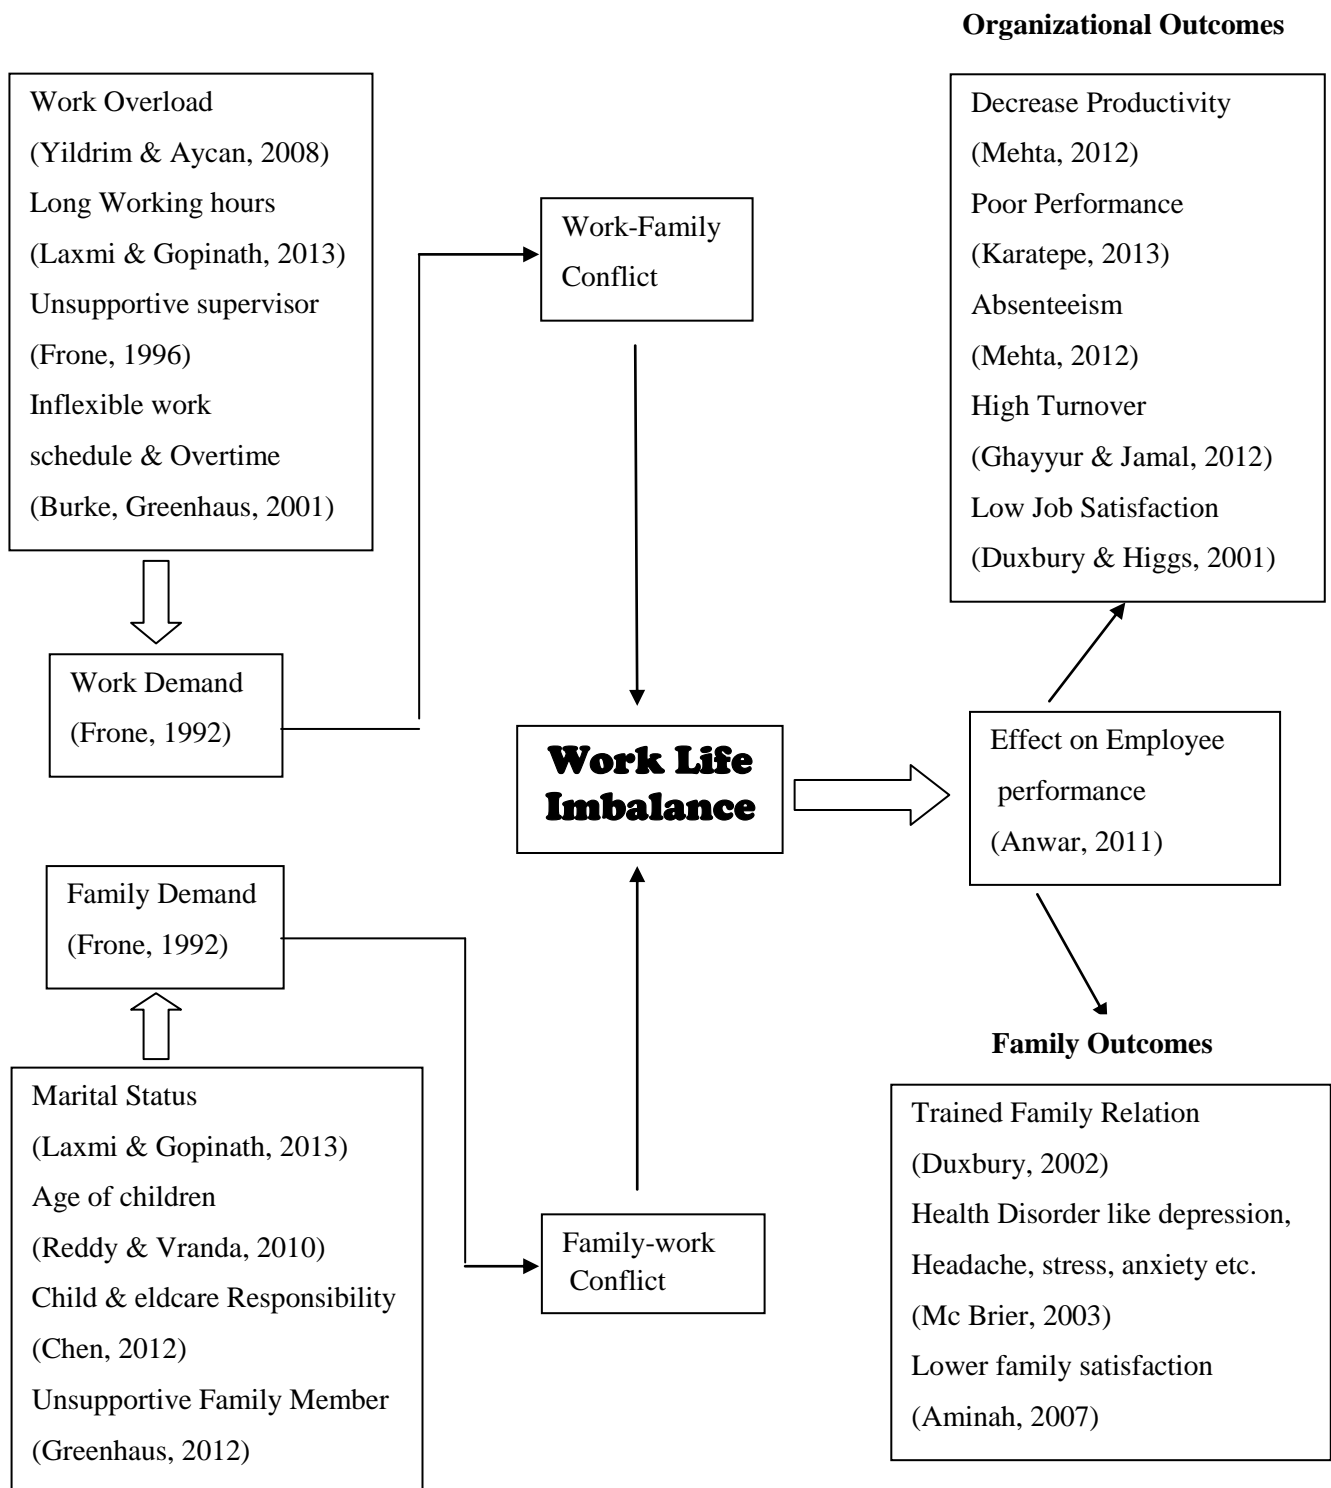 Organizational Outcomes
Work Overload
(Yildrim & Aycan, 2008)
Long Working hours
(Laxmi & Gopinath, 2013)
Unsupportive supervisor
(Frone, 1996)
Inflexible work
schedule & Overtime
(Burke, Greenhaus, 2001)
Work-Family
Conflict
Decrease Productivity
(Mehta, 2012)
Poor Performance
(Karatepe, 2013)
Absenteeism
(Mehta, 2012)
High Turnover
(Ghayyur & Jamal, 2012)
Low Job Satisfaction
(Duxbury & Higgs, 2001)
Work Demand
(Frone, 1992)
Work Life
Imbalance
Effect on Employee
performance
(Anwar, 2011)
Family Demand
(Frone, 1992)
Marital Status
(Laxmi & Gopinath, 2013)
Age of children
(Reddy & Vranda, 2010)
Child & eldcare Responsibility
(Chen, 2012)
Unsupportive Family Member
(Greenhaus, 2012)
Family-work
Conflict
Family Outcomes
Trained Family Relation
(Duxbury, 2002)
Health Disorder like depression,
Headache, stress, anxiety etc.
(Mc Brier, 2003)
Lower family satisfaction
(Aminah, 2007)